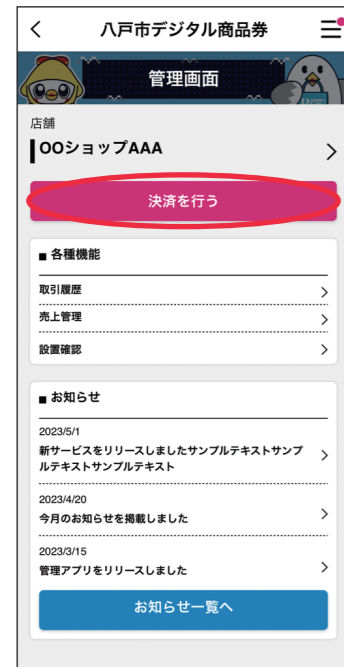 八戸市デジタル商品券
管理画面
店舗
OOショップAAA
決済を行う
■ 各種機能
取引履歴
売上管理
設置確認
■ お知らせ
2023/5/1
新サービスをリリースしましたサンプルテキストサンプ
ルテキストサンプルテキスト
2023/4/20
今月のお知らせを掲載しました
2023/3/15
管理アプリをリリースしました
お知らせ一覧へ